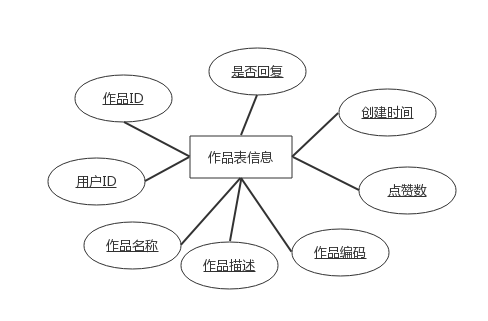 是否回复
作品ID
创建时间
作品表信息
用户ID
点赞数
作品名称
作品描述
作品编码